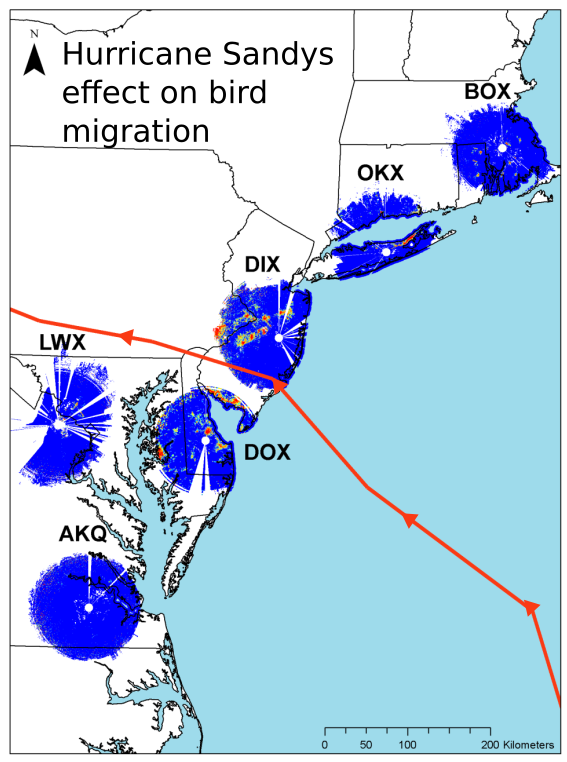 N
Hurricane Sandys
effect on bird
migration
BOX
OKX
DIX
LWX
DOX
AKQ
0 50 100 200 Kilometers